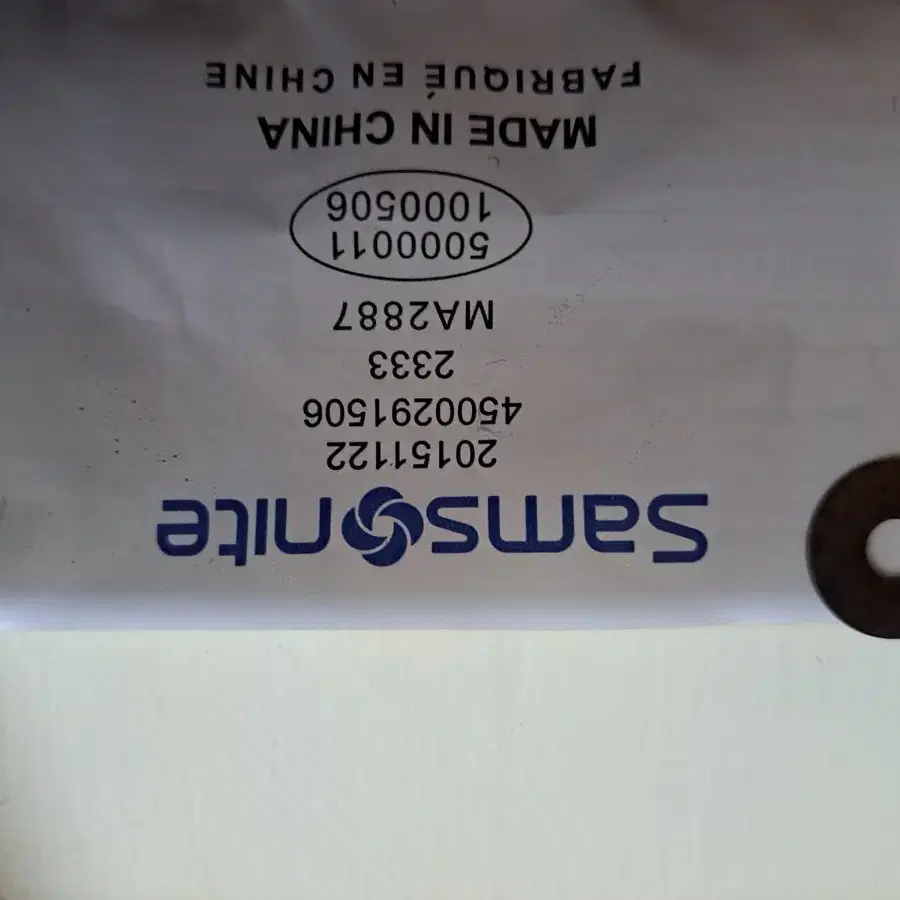 Samsonite
20151122
4500291506
2333
MA2887
5000011
1000506
MADE IN CHINA
FABRIQUÉ EN CHINE